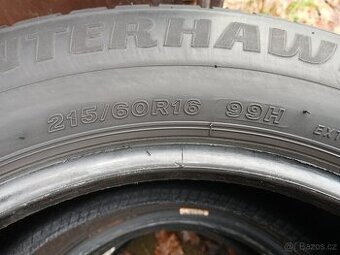 NTERHAW
215/60R16 99H EXT
Bazos.cz